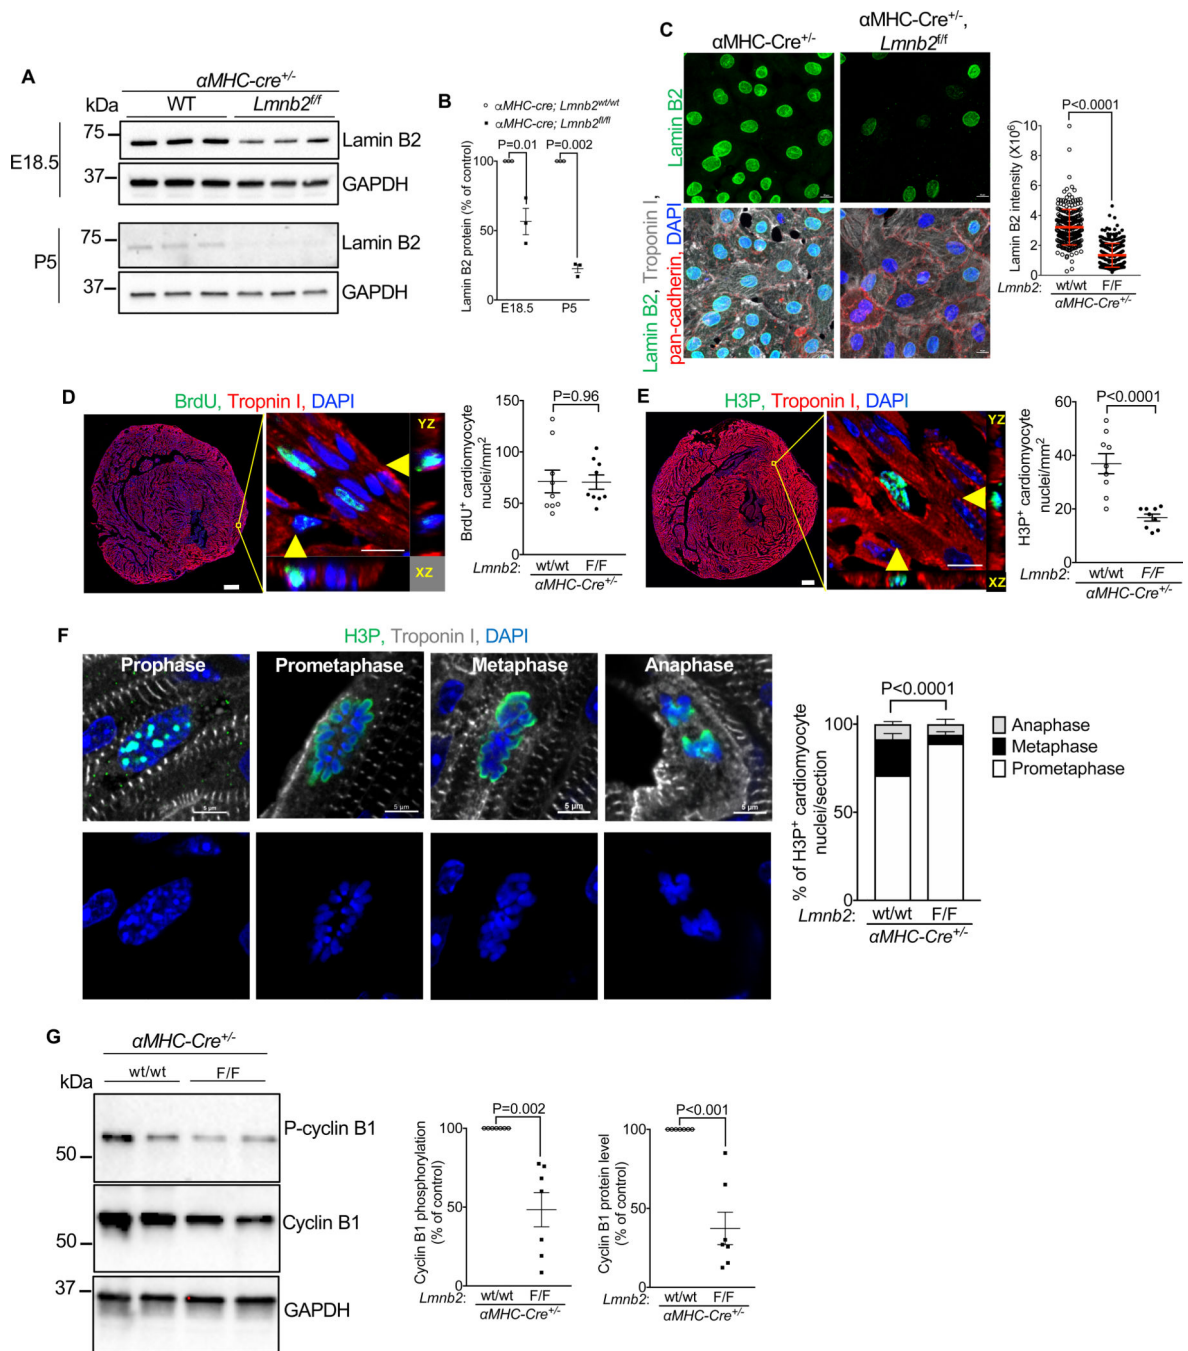 A
αMHC-cre+/-
kDa
WT
Lmnb2f/f
E18.5
75
Lamin B2
37
GAPDH
P5
75
Lamin B2
37
GAPDH
B
αMHC-cre; Lmnb2wt/wt
αMHC-cre; Lmnb2fl/fl
P=0.01 P=0.002
Lamin B2 protein (% of control)
100
50
0
E18.5 P5
C
αMHC-Cre+/-
αMHC-Cre+/-,
Lmnb2f/f
Lamin B2
Lamin B2, Troponin I,
pan-cadherin, DAPI
P<0.0001
Lamin B2 intensity (X10⁶)
10
8
6
4
2
0
Lmnb2: wt/wt F/F
αMHC-Cre+/-
D
BrdU, Tropnin I, DAPI
YZ
XZ
P=0.96
BrdU+ cardiomyocyte
nuclei/mm2
150
100
50
0
Lmnb2: wt/wt F/F
αMHC-Cre+/-
E
H3P, Troponin I, DAPI
YZ
XZ
P<0.0001
H3P+ cardiomyocyte
nuclei/mm2
60
40
20
0
Lmnb2: wt/wt F/F
αMHC-Cre+/-
F
H3P, Troponin I, DAPI
Prophase
Prometaphase
Metaphase
Anaphase
5 µm
5 µm
5 µm
5 µm
P<0.0001
% of H3P+ cardiomyocyte
nuclei/section
100
50
0
Anaphase
Metaphase
Prometaphase
Lmnb2: wt/wt F/F
αMHC-Cre+/-
G
αMHC-Cre+/-
kDa
wt/wt
F/F
50
P-cyclin B1
50
Cyclin B1
37
GAPDH
P=0.002
Cyclin B1 phosphorylation
(% of control)
100
50
0
Lmnb2: wt/wt F/F
αMHC-Cre+/-
P<0.001
Cyclin B1 protein level
(% of control)
100
50
0
Lmnb2: wt/wt F/F
αMHC-Cre+/-